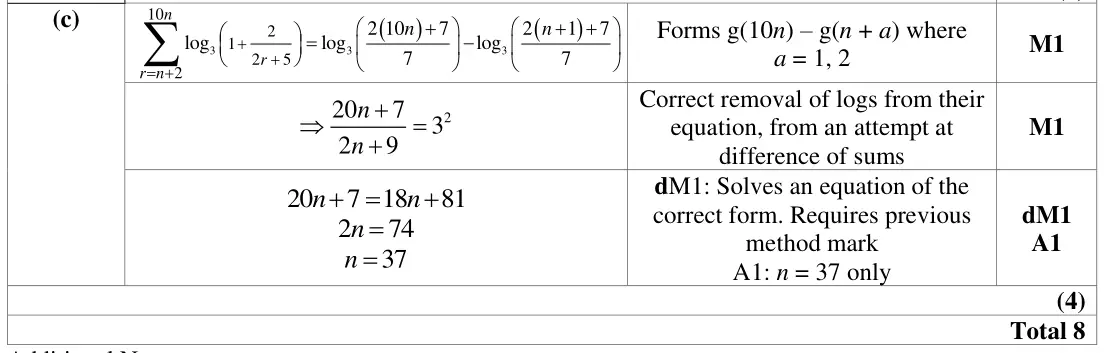 (c)
\sum_{r=n+2}^{10n} \log_3 \left( 1 + \frac{2}{2r+5} \right) = \log_3 \left( \frac{2(10n)+7}{7} \right) - \log_3 \left( \frac{2(n+1)+7}{7} \right)
Forms g(10n) – g(n + a) where
a = 1, 2
M1
\Rightarrow \frac{20n+7}{2n+9} = 3^2
Correct removal of logs from their
equation, from an attempt at
difference of sums
M1
20n + 7 = 18n + 81
2n = 74
n = 37
dM1: Solves an equation of the
correct form. Requires previous
method mark
A1: n = 37 only
dM1
A1
(4)
Total 8